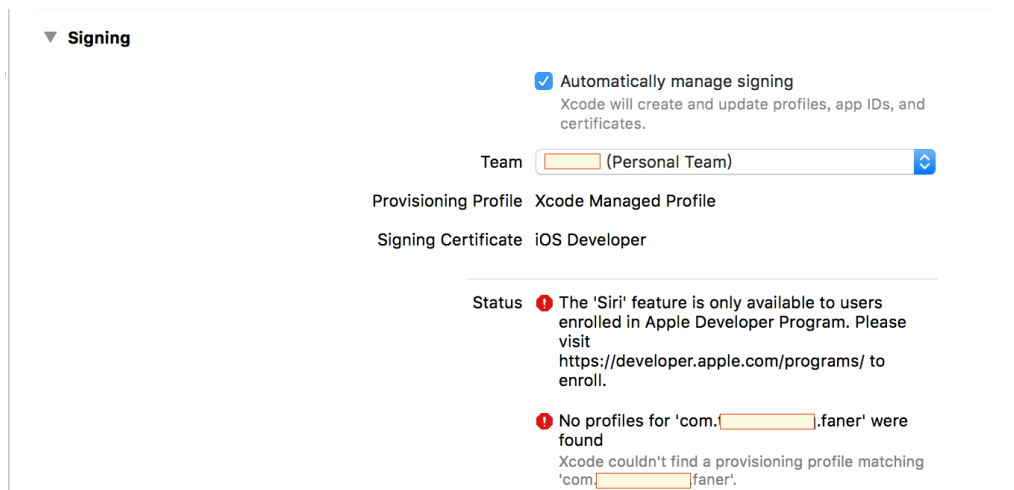 Signing
Automatically manage signing
Xcode will create and update profiles, app IDs, and
certificates.
Team (Personal Team)
Provisioning Profile Xcode Managed Profile
Signing Certificate iOS Developer
Status The 'Siri' feature is only available to users
enrolled in Apple Developer Program. Please
visit
https://developer.apple.com/programs/ to
enroll.
No profiles for 'com. .faner' were
found
Xcode couldn't find a provisioning profile matching
'com. faner'.